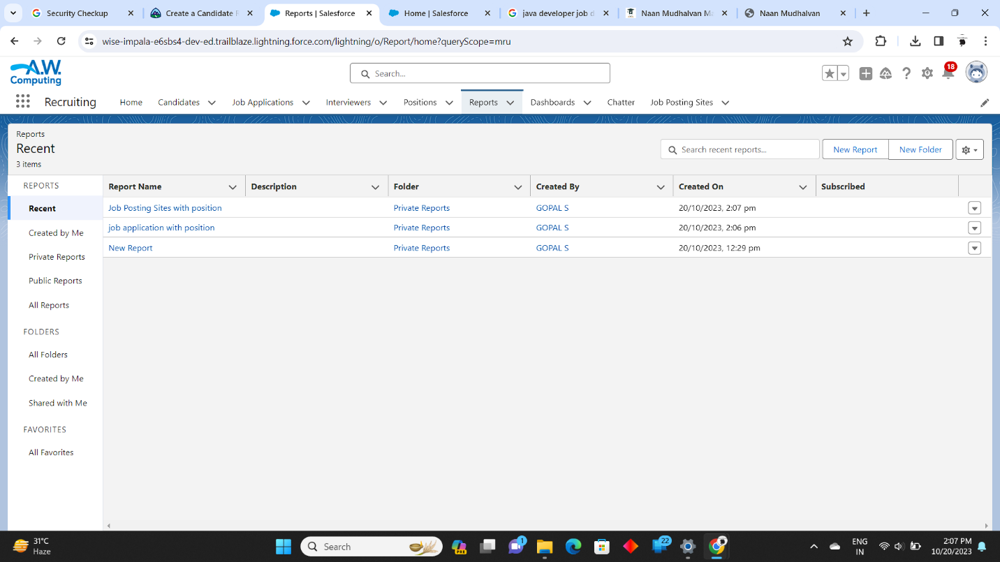 Security Checkup
Create a Candidate R
Reports | Salesforce
Home | Salesforce
java developer job d
Naan Mudhalvan Ma
Naan Mudhalvan
wise-impala-e6sbs4-dev-ed.trailblaze.lightning.force.com/lightning/o/Report/home?queryScope=mru
A.W.
Computing
Search...
18
Recruiting
Home
Candidates
Job Applications
Interviewers
Positions
Reports
Dashboards
Chatter
Job Posting Sites
Reports
Recent
3 items
Search recent reports...
New Report
New Folder
REPORTS
Recent
Created by Me
Private Reports
Public Reports
All Reports
FOLDERS
All Folders
Created by Me
Shared with Me
FAVORITES
All Favorites
Report Name Description Folder Created By Created On Subscribed
Job Posting Sites with position Private Reports GOPAL S 20/10/2023, 2:07 pm
job application with position Private Reports GOPAL S 20/10/2023, 2:06 pm
New Report Private Reports GOPAL S 20/10/2023, 12:29 pm
31°C
Haze
Search
PRE
1
22
ENG
IN
2:07 PM
10/20/2023